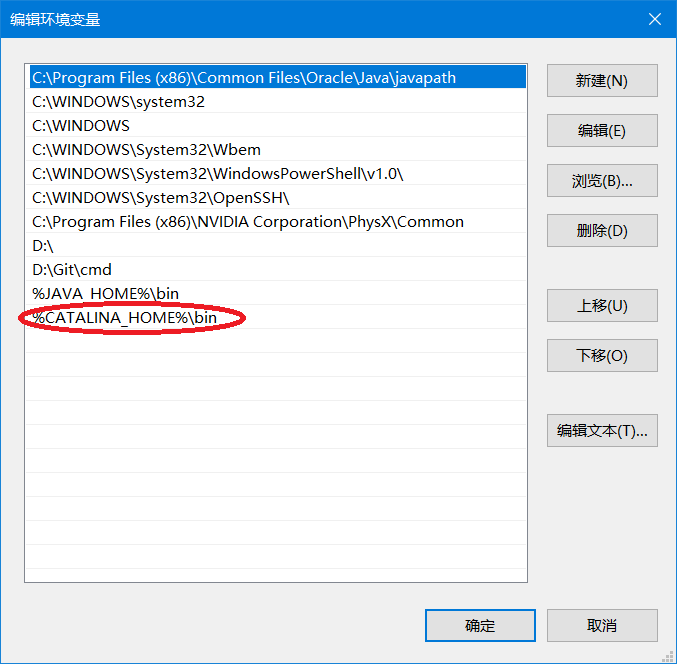 编辑环境变量
C:\Program Files (x86)\Common Files\Oracle\Java\javapath
C:\WINDOWS\system32
C:\WINDOWS
C:\WINDOWS\System32\Wbem
C:\WINDOWS\System32\WindowsPowerShell\v1.0\
C:\WINDOWS\System32\OpenSSH\
C:\Program Files (x86)\NVIDIA Corporation\PhysX\Common
D:\
D:\Git\cmd
%JAVA_HOME%\bin
%CATALINA_HOME%\bin
新建(N)
编辑(E)
浏览(B)...
删除(D)
上移(U)
下移(O)
编辑文本(T)...
确定
取消